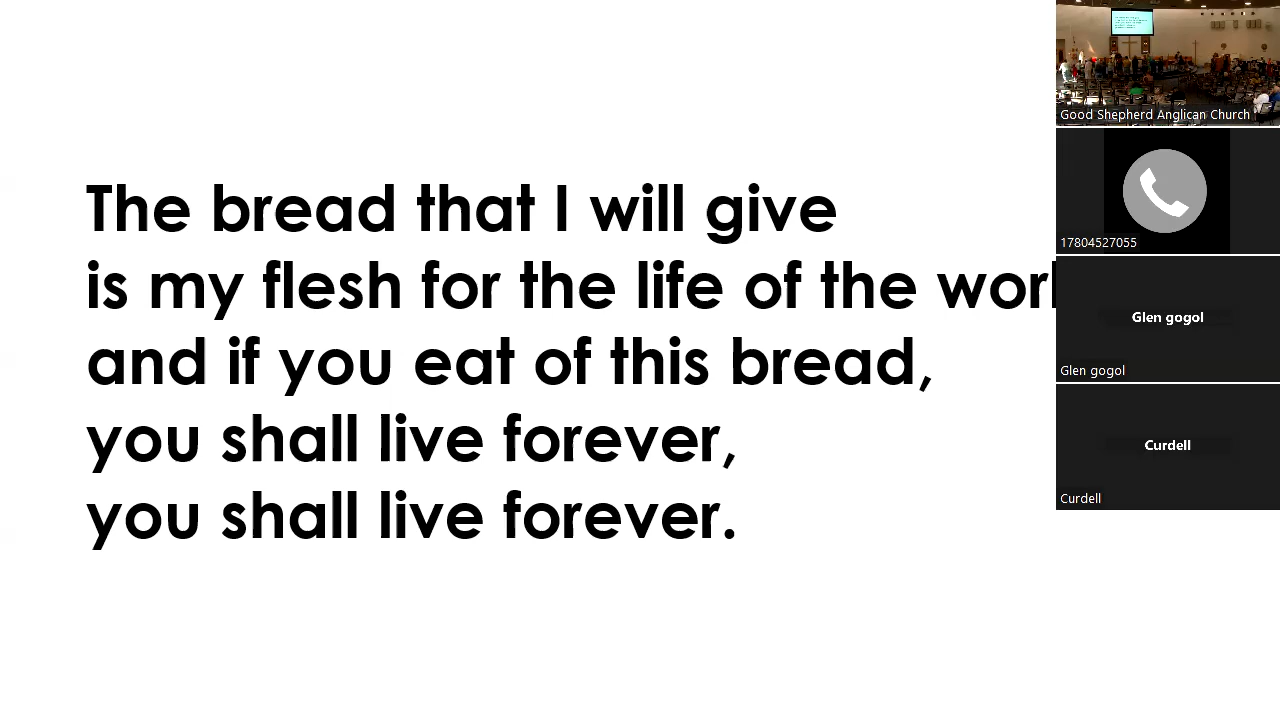 The bread that I will give
is my flesh for the life of the worl
and if you eat of this bread,
you shall live forever,
you shall live forever.
Good Shepherd Anglican Church
17804527055
Glen gogol
Glen gogol
Curdell
Curdell